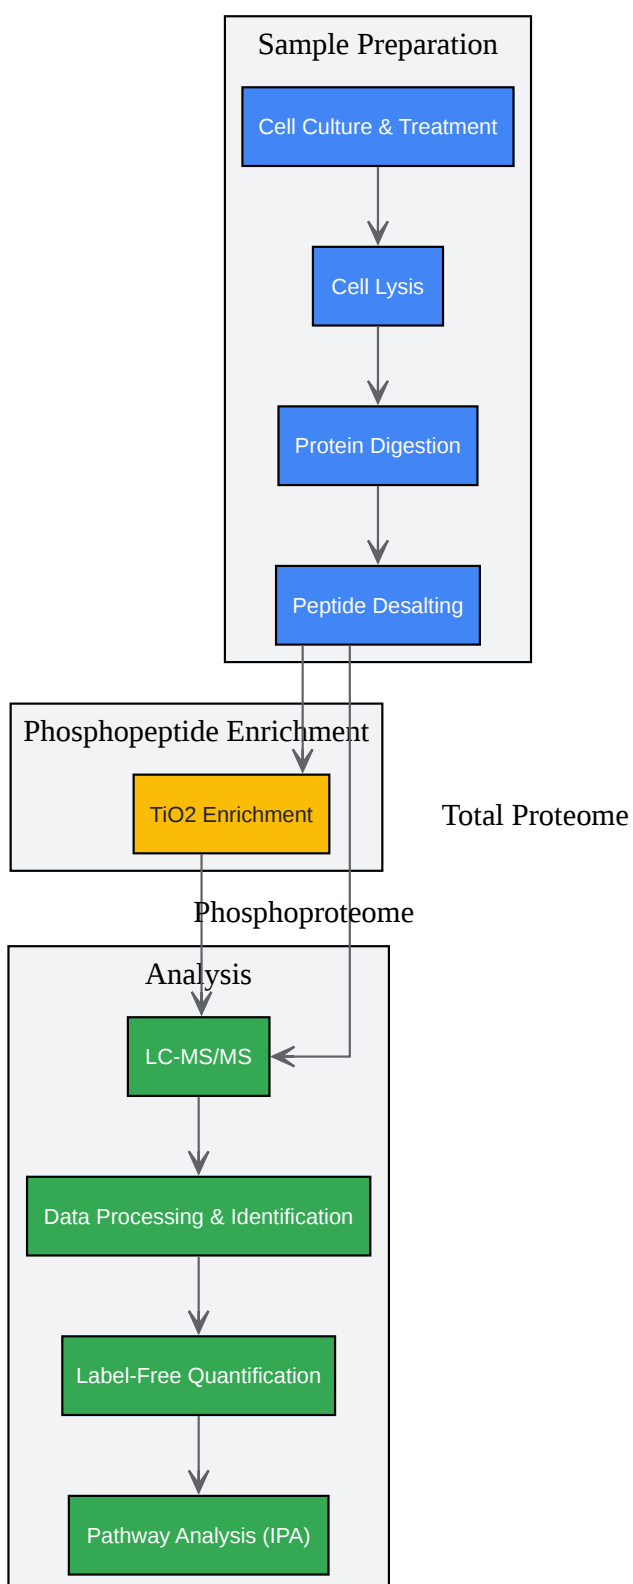 Sample Preparation
Cell Culture & Treatment
Cell Lysis
Protein Digestion
Peptide Desalting
Phosphopeptide Enrichment
TiO2 Enrichment
Total Proteome
Phosphoproteome
Analysis
LC-MS/MS
Data Processing & Identification
Label-Free Quantification
Pathway Analysis (IPA)